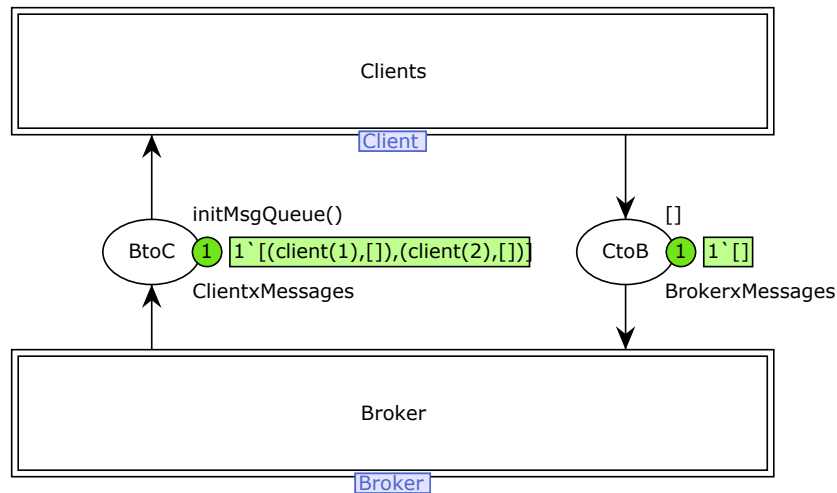 Clients
Client
initMsgQueue()
[]
BtoC
1
1`[(client(1),[]),(client(2),[])]
CtoB
1
1`[]
ClientxMessages
BrokerxMessages
Broker
Broker